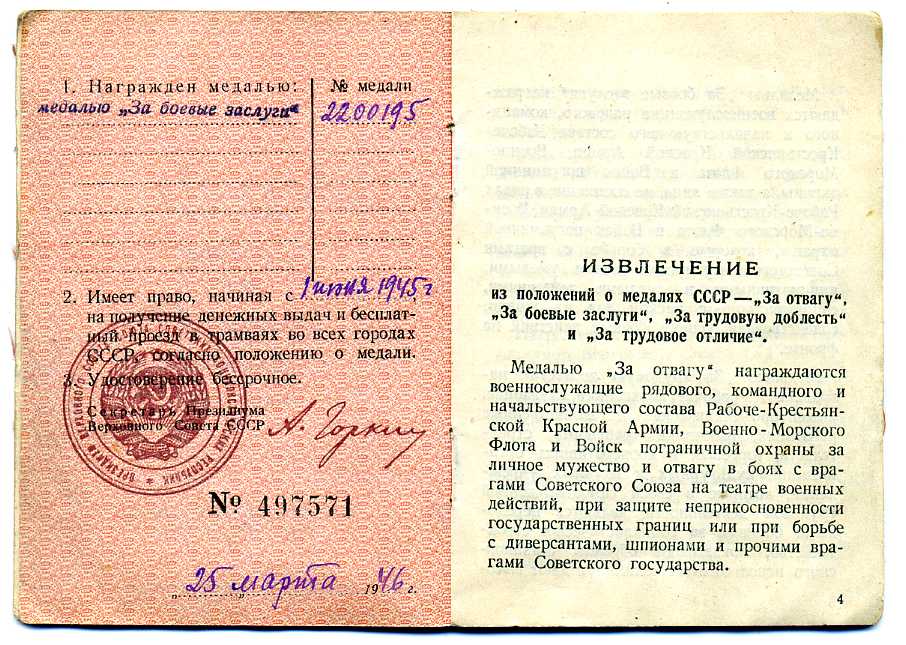 1. Награжден медалью:
№ медали
медалью „За боевые заслуги“
2200195
2. Имеет право, начиная с 1 июня 1945 г
на получение денежных выдач и бесплат-
ный проезд в трамваях во всех городах
СССР, согласно положению о медали.
3. Удостоверение бессрочное.
Секретарь Президиума
Верховного Совета СССР
А. Горкин
№ 497571
25 марта 1946 г.
ИЗВЛЕЧЕНИЕ
из положений о медалях СССР—„За отвагу“,
„За боевые заслуги“, „За трудовую доблесть“
и „За трудовое отличие“.
Медалью „За отвагу“ награждаются
военнослужащие рядового, командного и
начальствующего состава Рабоче-Крестьян-
ской Красной Армии, Военно-Морского
Флота и Войск пограничной охраны за
личное мужество и отвагу в боях с вра-
гами Советского Союза на театре военных
действий, при защите неприкосновенности
государственных границ или при борьбе
с диверсантами, шпионами и прочими вра-
гами Советского государства.
4